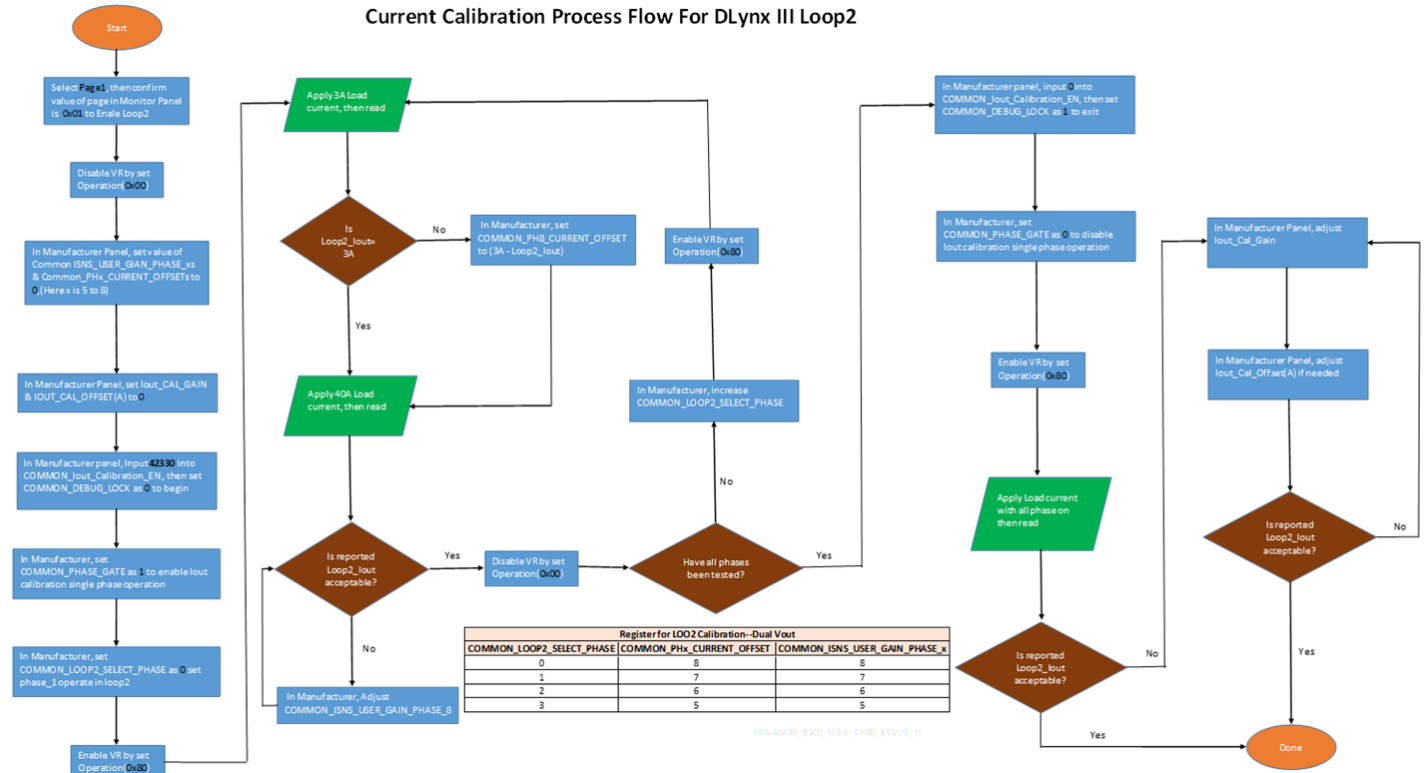 Current Calibration Process Flow For DLynx III Loop2
Start
Select Page1, then confirm
value of page in Monitor Panel
is 0x01 to Enale Loop2
Disable VR by set
Operation(0x00)
In Manufacturer Panel, set value of
Common ISNS_USER_GIAN_PHASE_xs
& Common_PHx_CURRENT_OFFSETs to
0.(Here x is 5 to 8)
In Manufacturer Panel, set Iout_CAL_GAIN
& IOUT_CAL_OFFSET(A) to 0
In Manufacturer panel, Input 42330 into
COMMON_Iout_Calibration_EN, then set
COMMON_DEBUG_LOCK as 0 to begin
In Manufacturer, set
COMMON_PHASE_GATE as 1 to enable Iout
calibration single phase operation
In Manufacturer, set
COMMON_LOOP2_SELECT_PHASE as 0 set
phase_1 operate in loop2
Enable VR by set
Operation(0x80)
Apply 3A Load
current, then read
Is
Loop2_Iout=
3A
No
In Manufacturer, set
COMMON_PH8_CURRENT_OFFSET
to (3A - Loop2_Iout)
Yes
Apply 40A Load
current, then read
Is reported
Loop2_Iout
acceptable?
No
In Manufacturer, Adjust
COMMON_ISNS_USER_GAIN_PHASE_8
Yes
Disable VR by set
Operation(0x00)
Have all phases
been tested?
No
In Manufacturer, increase
COMMON_LOOP2_SELECT_PHASE
Enable VR by set
Operation(0x80)
Yes
In Manufacturer panel, input 0 into
COMMON_Iout_Calibration_EN, then set
COMMON_DEBUG_LOCK as 1 to exit
In Manufacturer, set
COMMON_PHASE_GATE as 0 to disable
Iout calibration single phase operation
Enable VR by set
Operation(0x80)
Apply Load current
with all phase on
then read
Is reported
Loop2_Iout
acceptable?
No
Yes
In Manufacturer Panel, adjust
Iout_Cal_Gain
In Manufacturer Panel, adjust
Iout_Cal_Offset(A) if needed
Is reported
Loop2_Iout
acceptable?
No
Yes
Done
Register for LOO2 Calibration--Dual Vout
COMMON_LOOP2_SELECT_PHASE COMMON_PHx_CURRENT_OFFSET COMMON_ISNS_USER_GAIN_PHASE_x
0 8 8
1 7 7
2 6 6
3 5 5